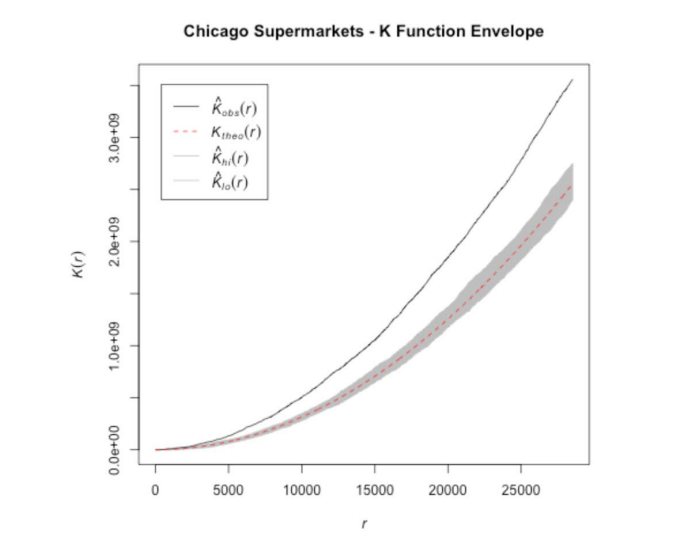 Chicago Supermarkets - K Function Envelope
K̂obs(r)
Ktheo(r)
K̂hi(r)
K̂lo(r)
K(r)
0.0e+00
1.0e+09
2.0e+09
3.0e+09
0 5000 10000 15000 20000 25000
r